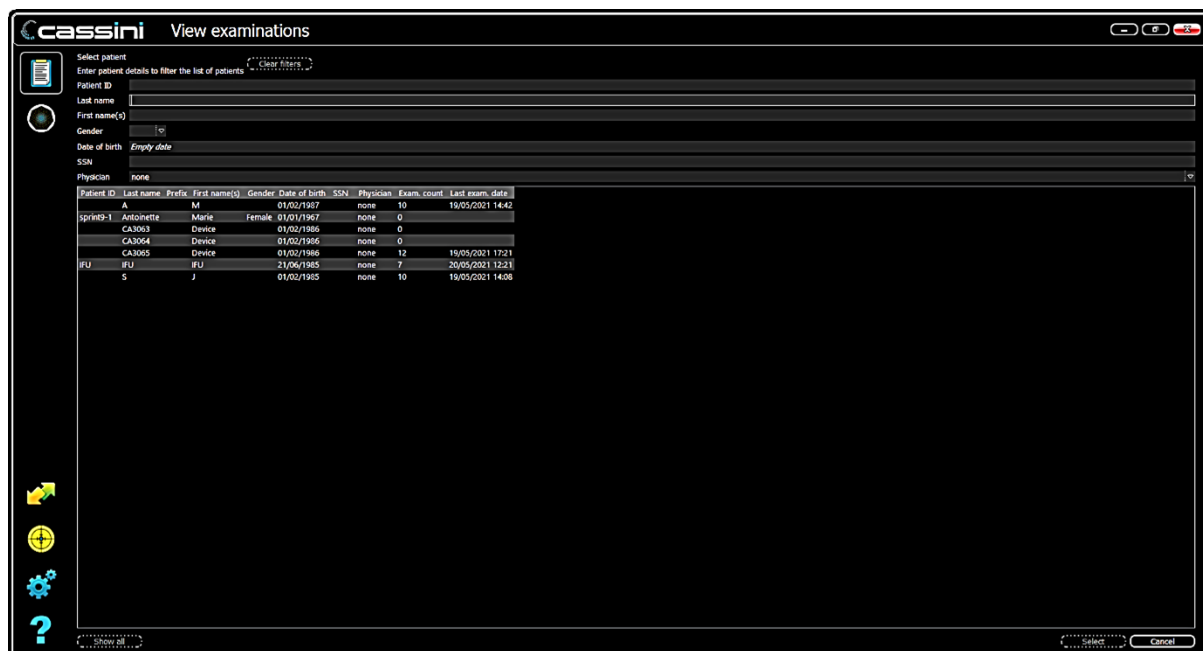 cassini View examinations
Select patient
Enter patient details to filter the list of patients Clear filters
Patient ID
Last name
First name(s)
Gender
Date of birth Empty date
SSN
Physician none
Patient ID Last name Prefix First name(s) Gender Date of birth SSN Physician Exam. count Last exam. date
A M 01/02/1987 none 10 19/05/2021 14:42
sprint9-1 Antoinette Marie Female 01/01/1967 none 0
CA3063 Device 01/02/1986 none 0
CA3064 Device 01/02/1986 none 0
CA3065 Device 01/02/1986 none 12 19/05/2021 17:21
IFU IFU IFU 21/06/1985 none 7 20/05/2021 12:21
S J 01/02/1985 none 10 19/05/2021 14:08
?
Show all Select Cancel